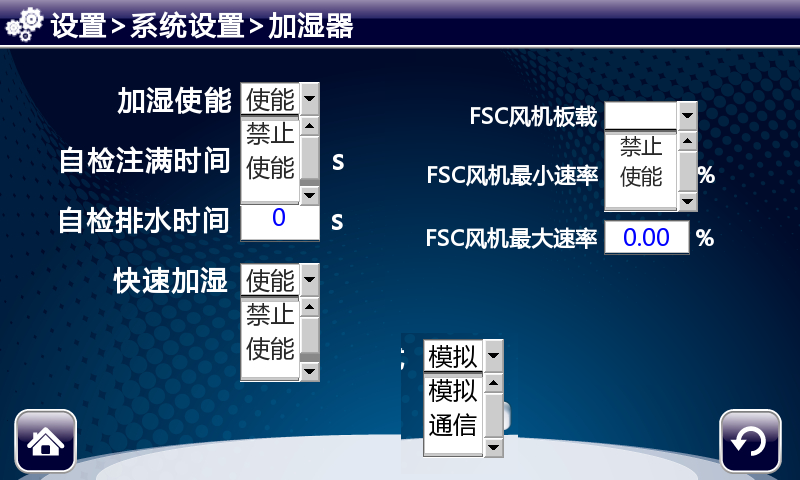 设置>系统设置>加湿器
加湿使能 使能
禁止
使能
自检注满时间 s
自检排水时间 0 s
快速加湿 使能
禁止
使能
FSC风机板载
禁止
使能
FSC风机最小速率 %
FSC风机最大速率 0.00 %
模拟
模拟
通信